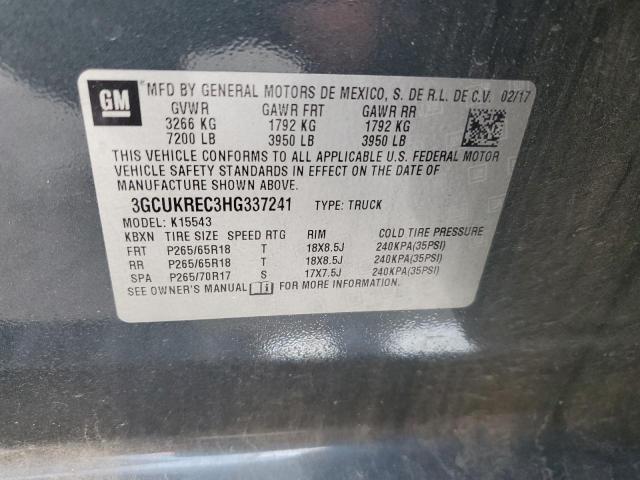 GM
*MFD BY GENERAL MOTORS DE MEXICO, S. DE R.L. DE C.V. 02/17
GVWR GAWR FRT GAWR RR
3266 KG 1792 KG 1792 KG
7200 LB 3950 LB 3950 LB
THIS VEHICLE CONFORMS TO ALL APPLICABLE U.S. FEDERAL MOTOR
VEHICLE SAFETY STANDARDS IN EFFECT ON THE DATE OF
MANUFACTURE SHOWN ABOVE.
3GCUKREC3HG337241 TYPE: TRUCK
MODEL: K15543
KBXN TIRE SIZE SPEED RTG RIM COLD TIRE PRESSURE
FRT P265/65R18 T 18X8.5J 240KPA(35PSI)
RR P265/65R18 T 18X8.5J 240KPA(35PSI)
SPA P265/70R17 S 17X7.5J 240KPA(35PSI)
SEE OWNER'S MANUAL FOR MORE INFORMATION.